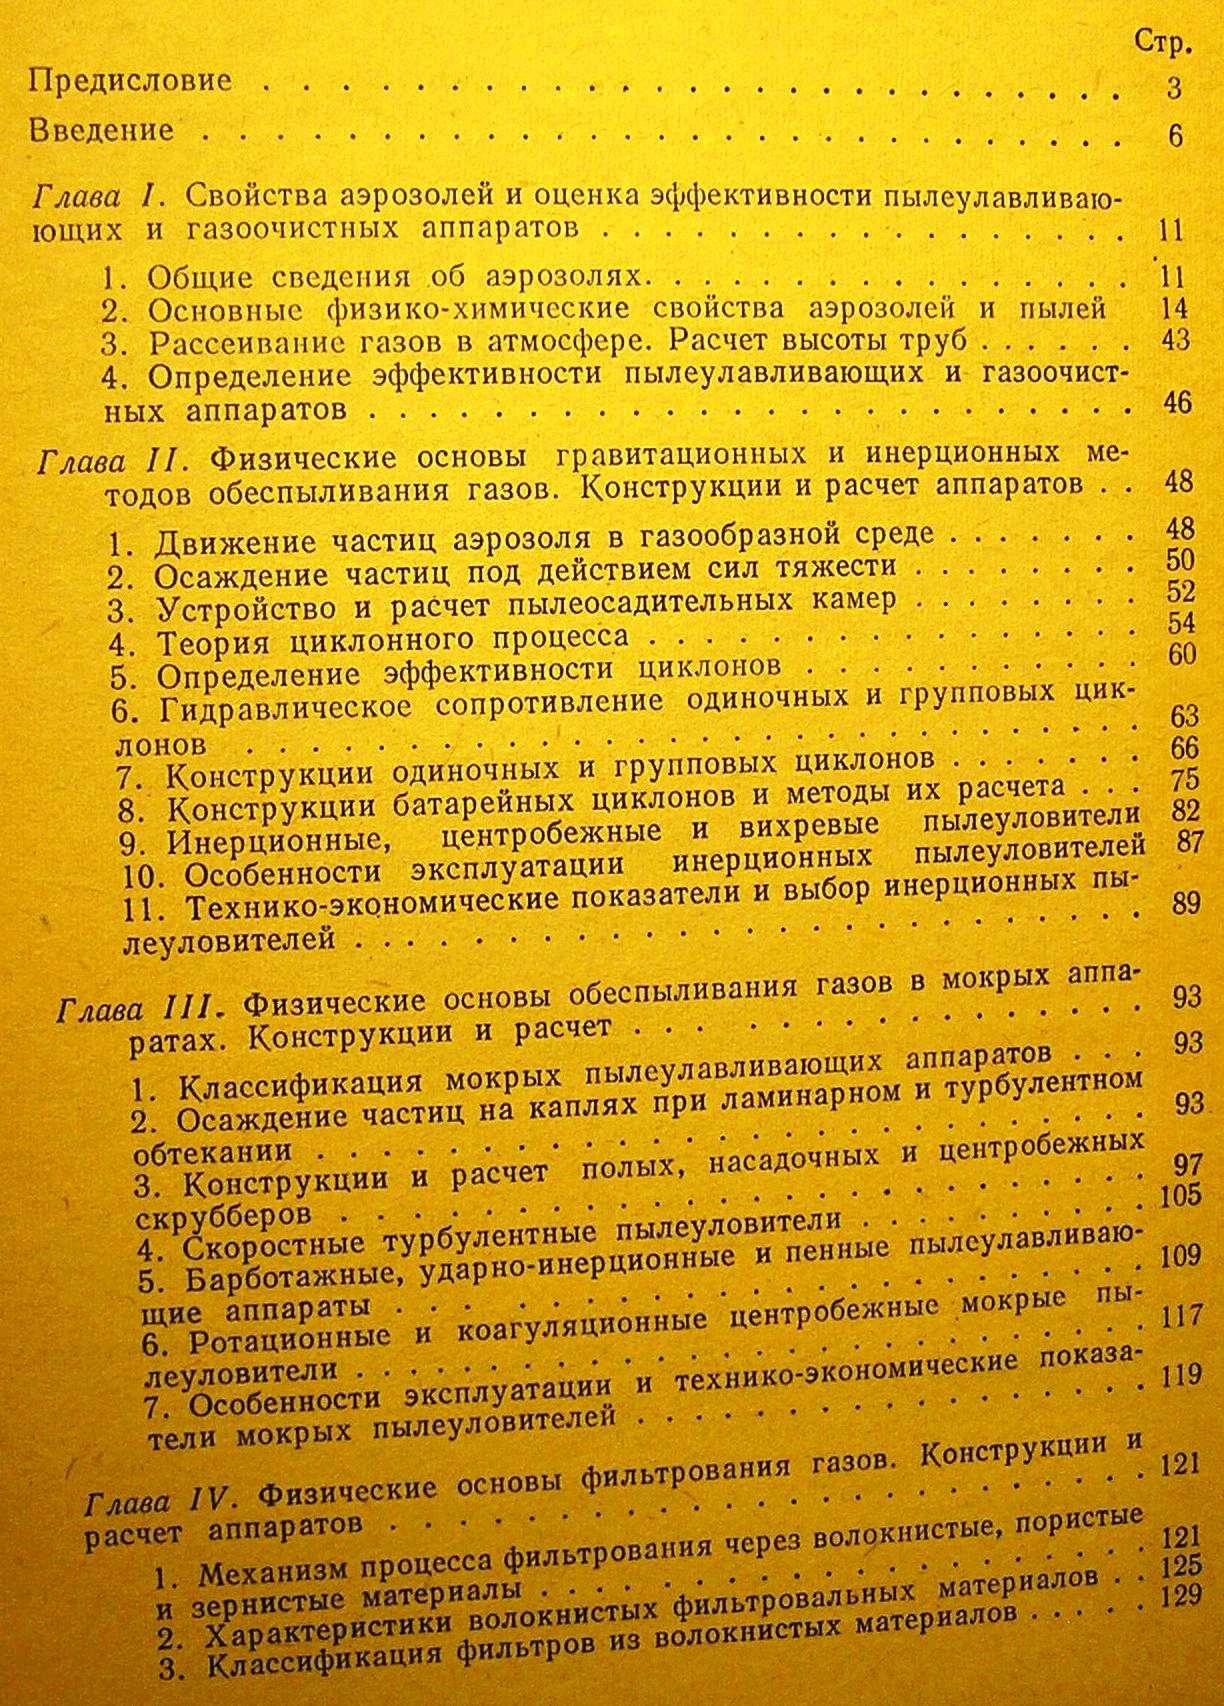 Стр.
Предисловие . . . . . . . . . . . . . . . . . . . . . . 3
Введение . . . . . . . . . . . . . . . . . . . . . . . 6
Глава I. Свойства аэрозолей и оценка эффективности пылеулавливаю-
ющих и газоочистных аппаратов . . . . . . . . . . . . . . . . 11
1. Общие сведения об аэрозолях. . . . . . . . . . . . . . . 11
2. Основные физико-химические свойства аэрозолей и пылей 14
3. Рассеивание газов в атмосфере. Расчет высоты труб . . . . . . 43
4. Определение эффективности пылеулавливающих и газоочист-
ных аппаратов . . . . . . . . . . . . . . . . . . . . 46
Глава II. Физические основы гравитационных и инерционных ме-
тодов обеспыливания газов. Конструкции и расчет аппаратов . . 48
1. Движение частиц аэрозоля в газообразной среде . . . . . . . 48
2. Осаждение частиц под действием сил тяжести . . . . . . . . 50
3. Устройство и расчет пылеосадительных камер . . . . . . . . 52
4. Теория циклонного процесса . . . . . . . . . . . . . . . 54
5. Определение эффективности циклонов . . . . . . . . . . . 60
6. Гидравлическое сопротивление одиночных и групповых цик-
лонов . . . . . . . . . . . . . . . . . . . . . . . 63
7. Конструкции одиночных и групповых циклонов . . . . . . . 66
8. Конструкции батарейных циклонов и методы их расчета . . . 75
9. Инерционные, центробежные и вихревые пылеуловители 82
10. Особенности эксплуатации инерционных пылеуловителей 87
11. Технико-экономические показатели и выбор инерционных пы-
леуловителей . . . . . . . . . . . . . . . . . . . . 89
Глава III. Физические основы обеспыливания газов в мокрых аппа-
ратах. Конструкции и расчет . . . . . . . . . . . . . . . 93
1. Классификация мокрых пылеулавливающих аппаратов . . . 93
2. Осаждение частиц на каплях при ламинарном и турбулентном
обтекании . . . . . . . . . . . . . . . . . . . . . 93
3. Конструкции и расчет полых, насадочных и центробежных
скрубберов . . . . . . . . . . . . . . . . . . . . . 97
4. Скоростные турбулентные пылеуловители . . . . . . . . . . 105
5. Барботажные, ударно-инерционные и пенные пылеулавливаю-
щие аппараты . . . . . . . . . . . . . . . . . . . 109
6. Ротационные и коагуляционные центробежные мокрые пы-
леуловители . . . . . . . . . . . . . . . . . . . . 117
7. Особенности эксплуатации и технико-экономические показа-
тели мокрых пылеуловителей . . . . . . . . . . . . . . 119
Глава IV. Физические основы фильтрования газов. Конструкции и
расчет аппаратов . . . . . . . . . . . . . . . . . . . . 121
1. Механизм процесса фильтрования через волокнистые, пористые
и зернистые материалы . . . . . . . . . . . . . . . . 121
2. Характеристики волокнистых фильтровальных материалов . . 125
3. Классификация фильтров из волокнистых материалов . . . . . 129